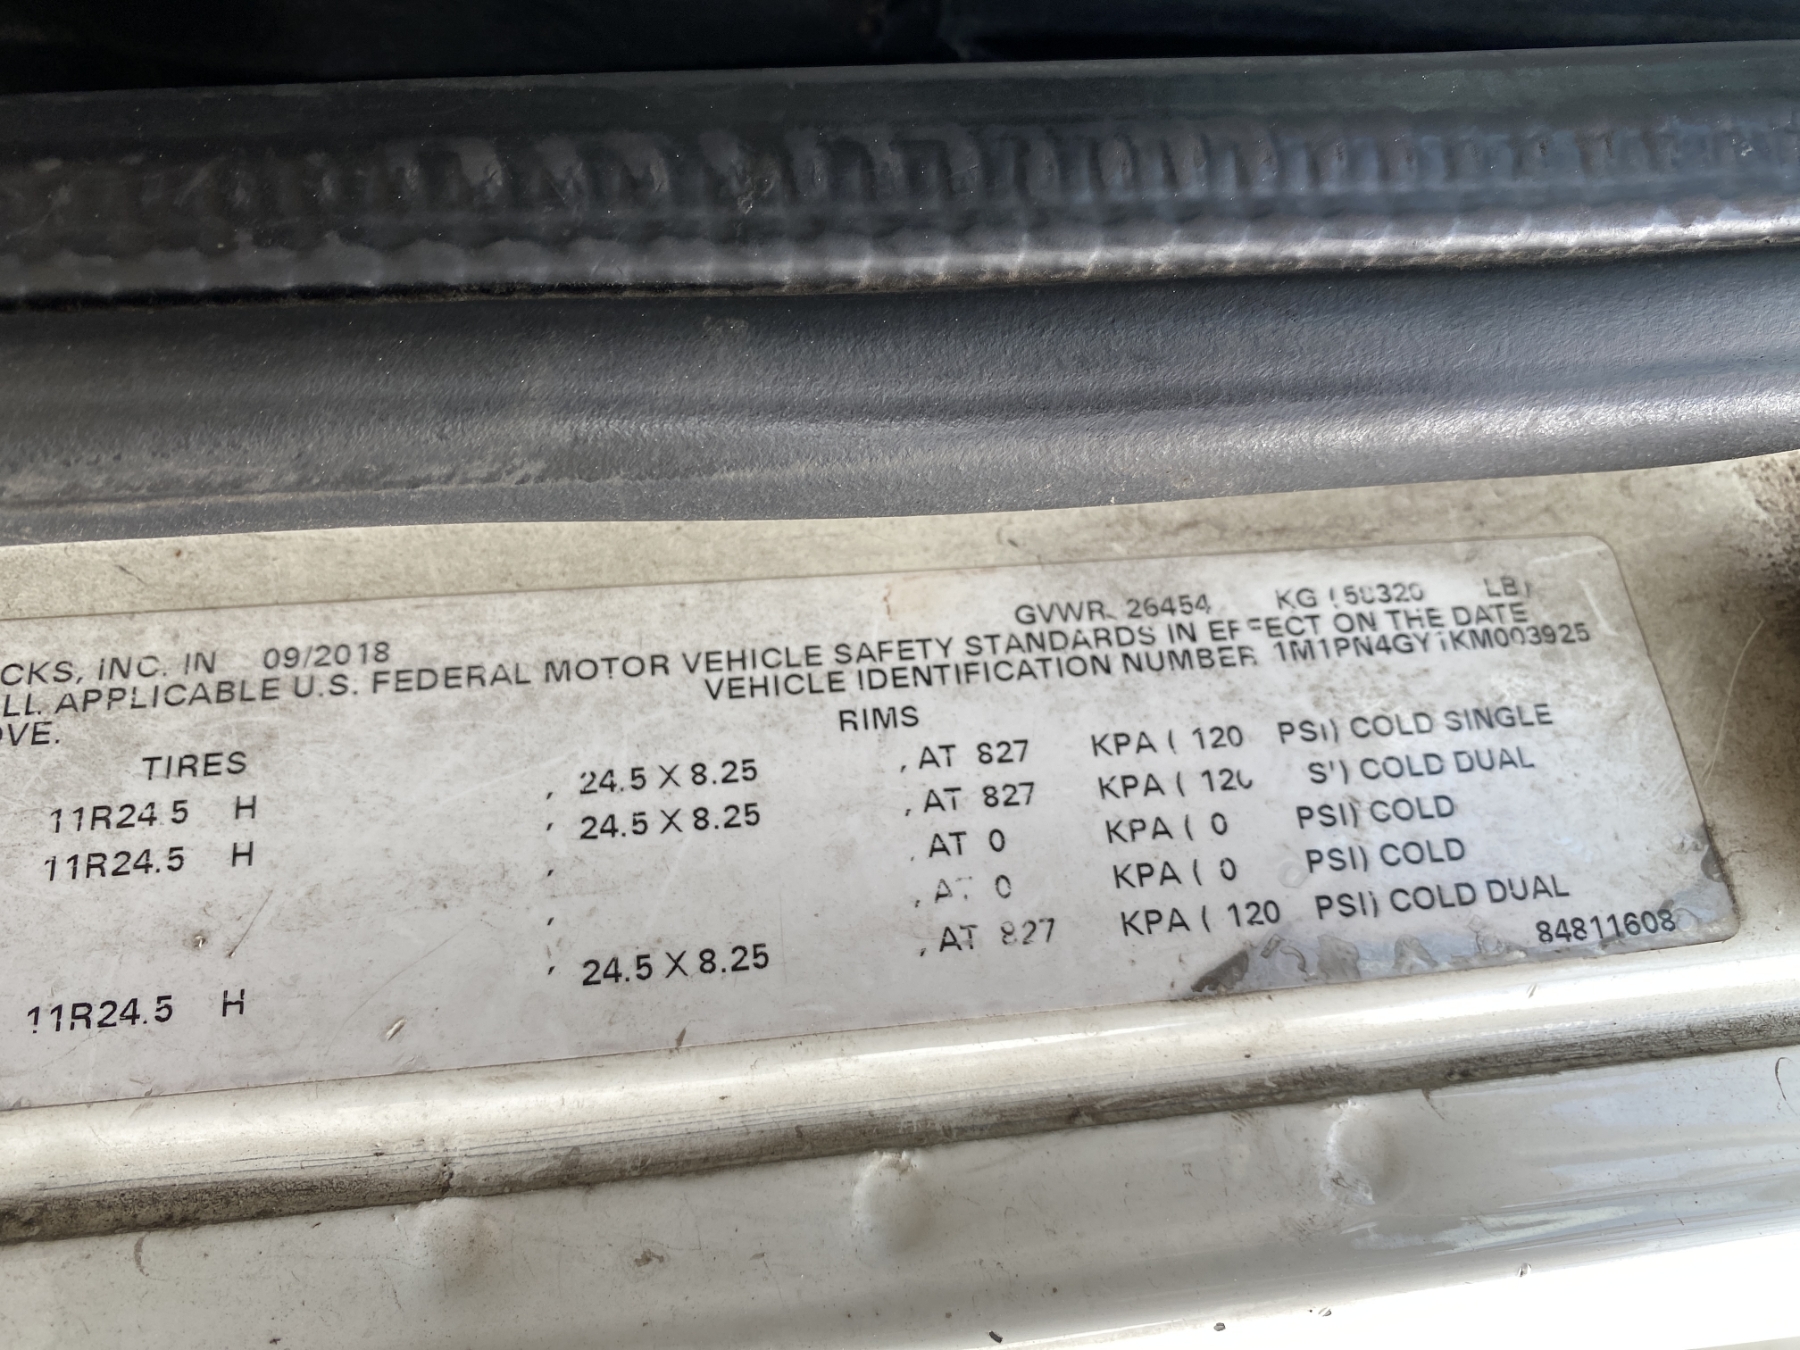 GVWR 26454 KG (58320 LB)
CKS, INC. IN 09/2018
LL APPLICABLE U.S. FEDERAL MOTOR VEHICLE SAFETY STANDARDS IN EFFECT ON THE DATE
OVE. VEHICLE IDENTIFICATION NUMBER 1M1PN4GY1KM003925
TIRES RIMS
11R24.5 H , 24.5 X 8.25 , AT 827 KPA ( 120 PSI) COLD SINGLE
11R24.5 H , 24.5 X 8.25 , AT 827 KPA ( 120 S') COLD DUAL
, , AT 0 KPA ( 0 PSI) COLD
, , AT 0 KPA ( 0 PSI) COLD
11R24.5 H , 24.5 X 8.25 , AT 827 KPA ( 120 PSI) COLD DUAL
84811608